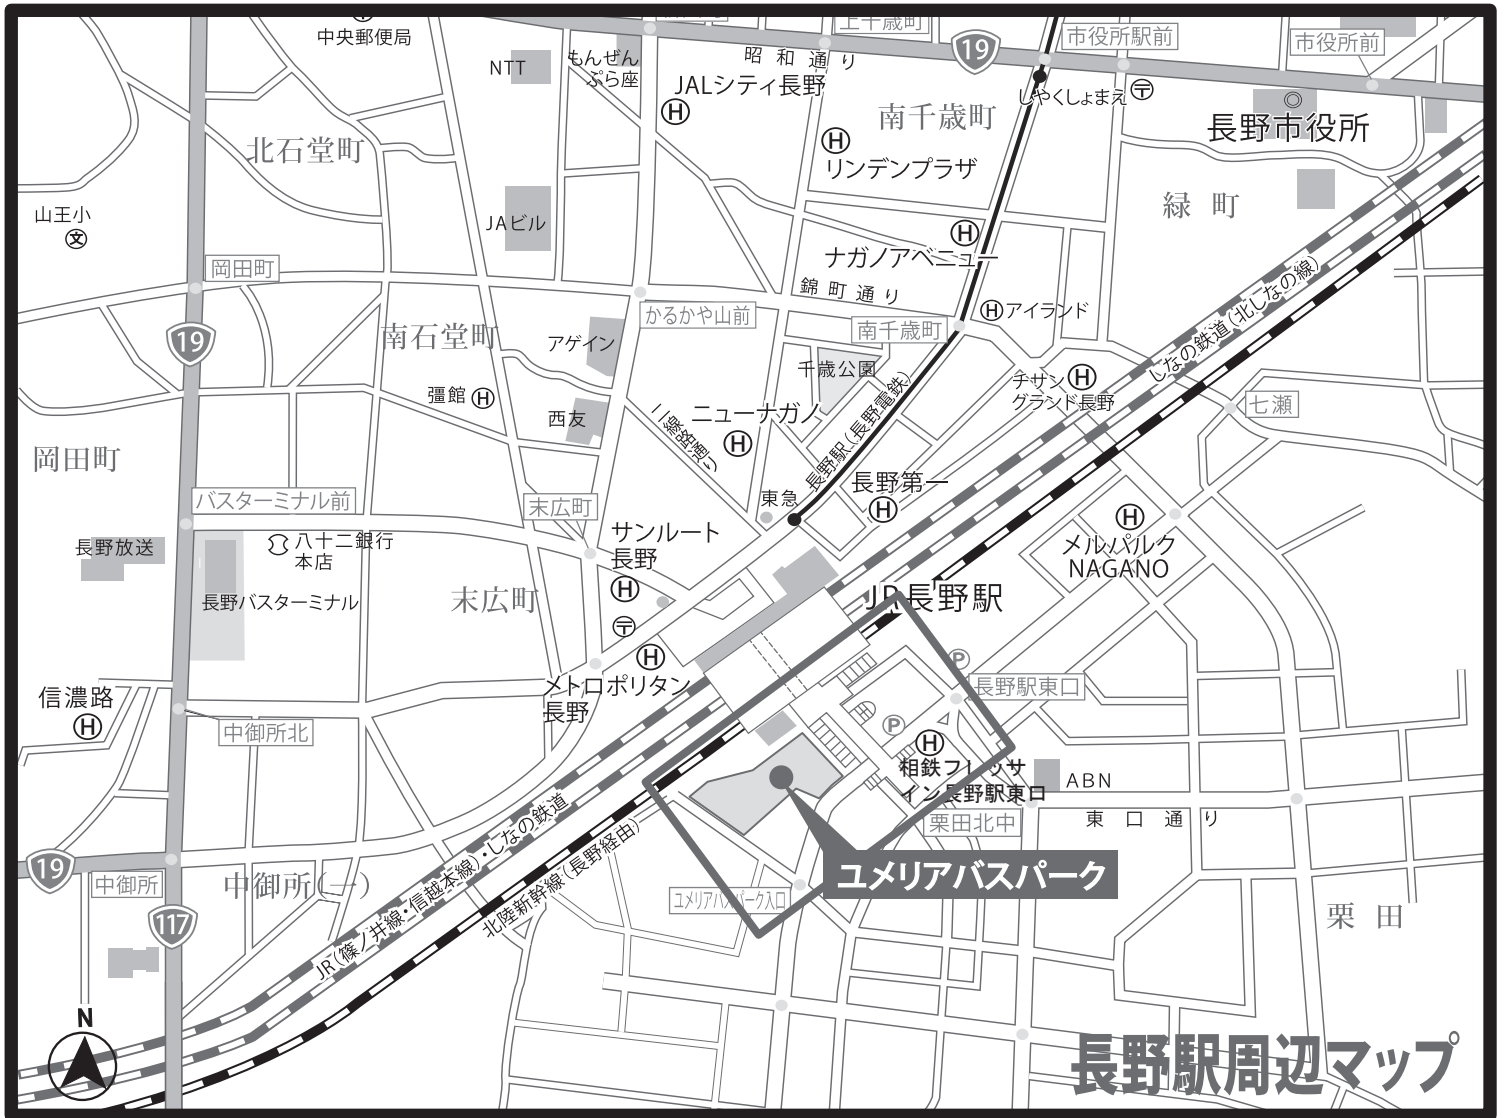 中央郵便局
NTT
もんぜん
ぷら座
昭和通り
上千歳町
19
市役所駅前
市役所前
JALシティ長野
H
しやくしょまえ
〒
南千歳町
長野市役所
北石堂町
H
リンデンプラザ
緑町
山王小
文
JAビル
H
ナガノアベニュー
岡田町
錦町通り
かるかや山前
南千歳町
H アイランド
しなの鉄道(北しなの線)
19
南石堂町
アゲイン
千歳公園
チサン H
グランド長野
彊館 H
西友
二線路通り
ニューナガノ
H
長野駅(長野電鉄)
七瀬
岡田町
バスターミナル前
末広町
東急
長野第一
H
サンルート
長野
H
H
メルパルク
NAGANO
長野放送
八十二銀行
本店
長野バスターミナル
末広町
JR長野駅
〒
H
メトロポリタン
長野
P
長野駅東口
信濃路
H
中御所北
P
H
相鉄フレッサ
イン長野駅東口
ABN
栗田北中
東口通り
19
中御所
中御所(一)
117
JR(篠ノ井線・信越本線)・しなの鉄道
北陸新幹線(長野経由)
ユメリアバスパーク
ユメリアバスパーク入口
栗田
N
長野駅周辺マップ